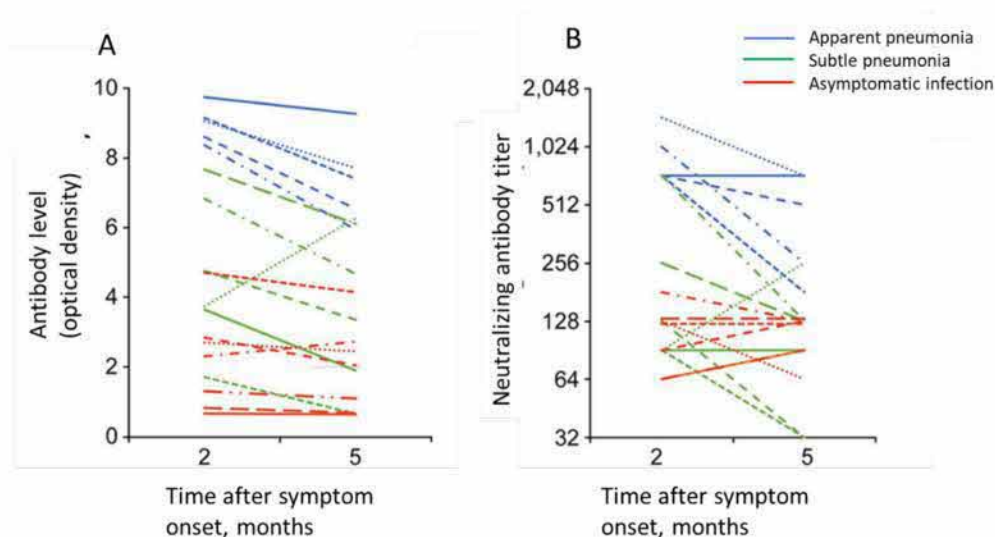 A
Antibody level
(optical density)
10
8
6
4
2
0
2
5
Time after symptom
onset, months
B
Apparent pneumonia
Subtle pneumonia
Asymptomatic infection
Neutralizing antibody titer
2,048
1,024
512
256
128
64
32
2
5
Time after symptom
onset, months